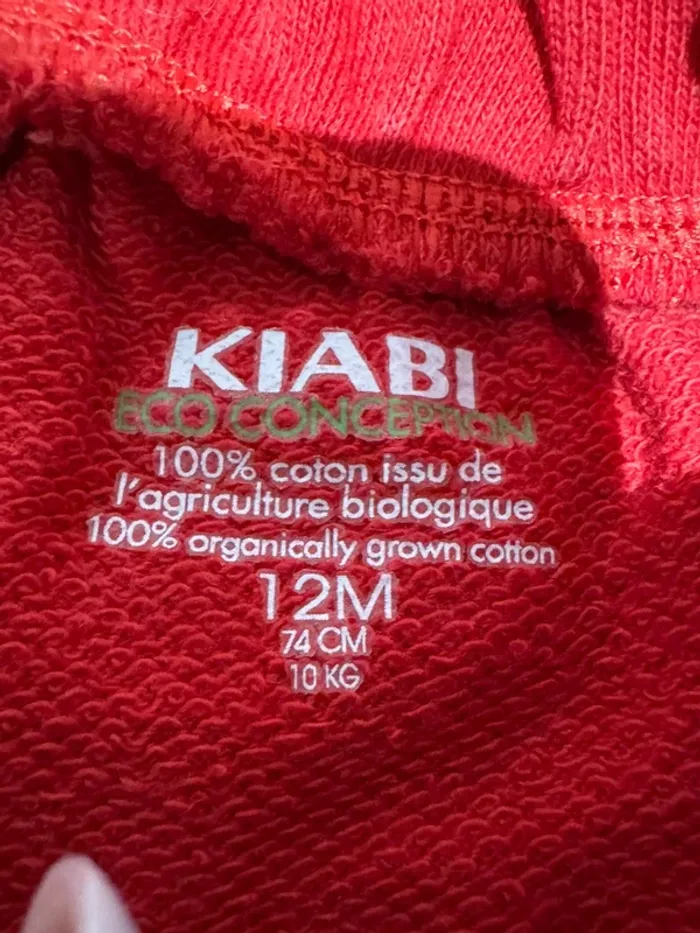 KIABI
ECO CONCEPTION
100% coton issu de
l'agriculture biologique
100% organically grown cotton
12M
74 CM
10 KG